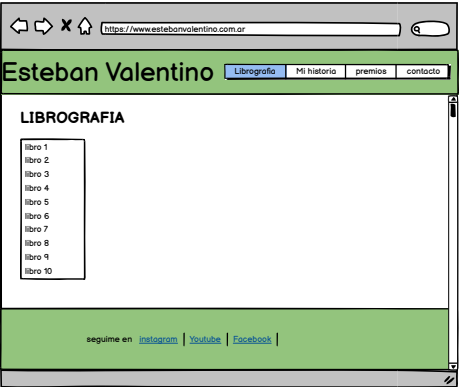 https://www.estebanvalentino.com.ar
Esteban Valentino
Librografia Mi historia premios contacto
LIBROGRAFIA
libro 1
libro 2
libro 3
libro 4
libro 5
libro 6
libro 7
libro 8
libro 9
libro 10
seguime en instagram Youtube Facebook